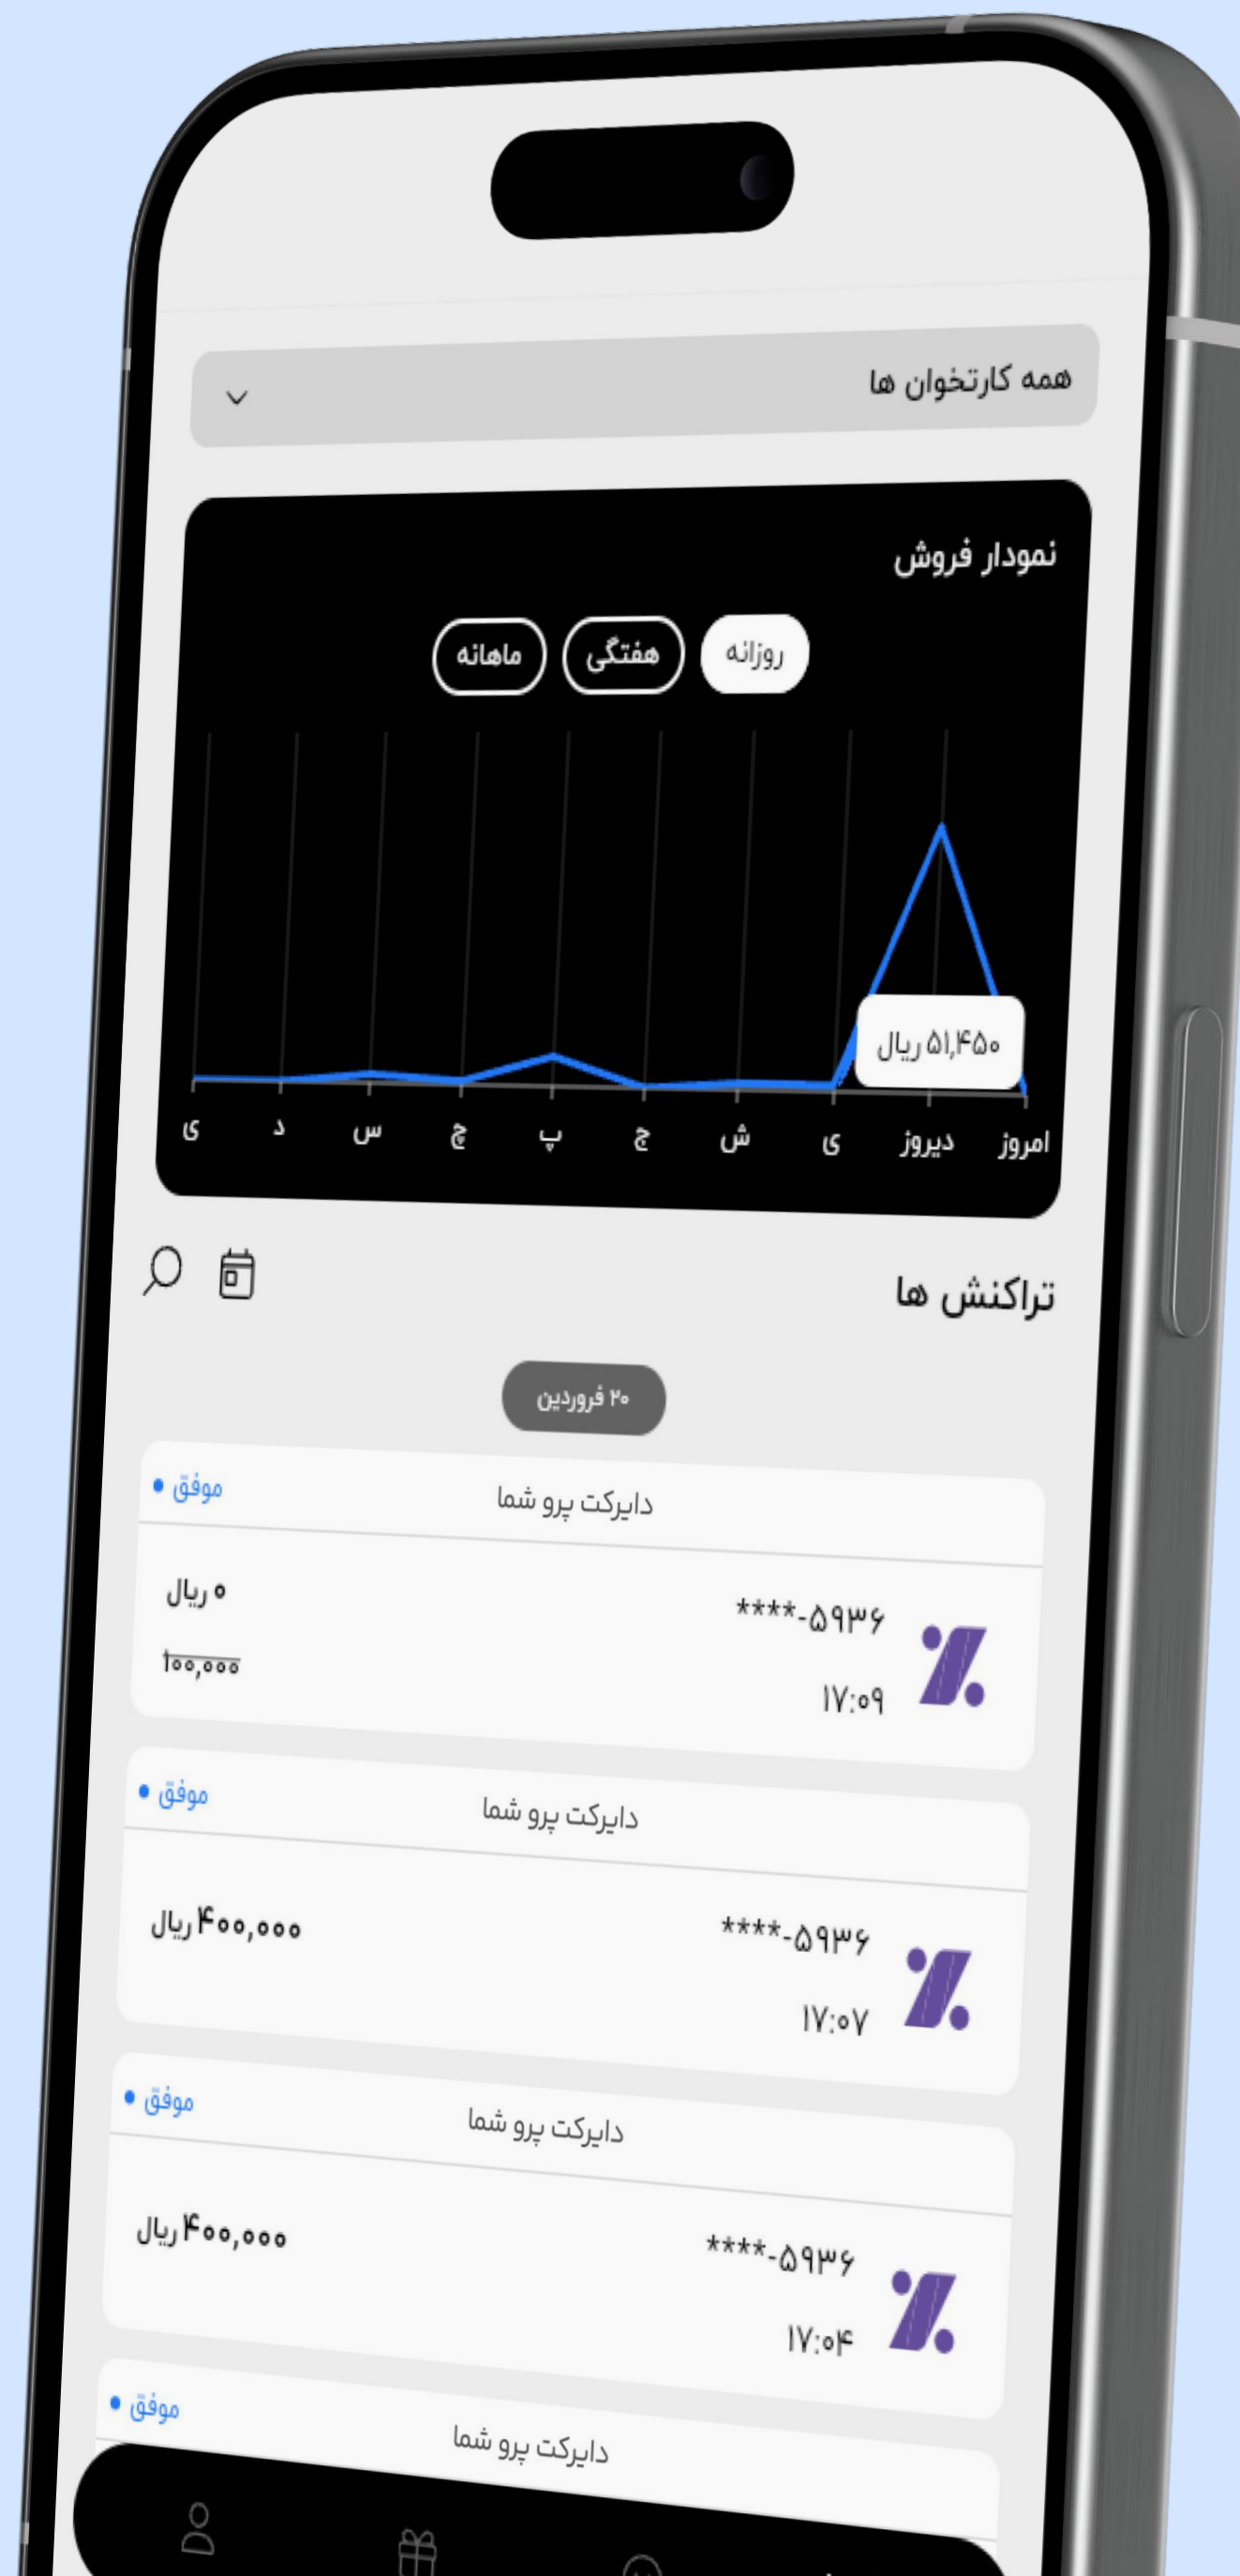 همه کارتخوان ها
نمودار فروش
روزانه هفتگی ماهانه
۵۱,۴۵۰ ریال
امروز دیروز ی ش ج پ چ س د ی
تراکنش ها
۲۰ فروردین
دایرکت پرو شما موفق
****-۵۹۳۶ ۰ ریال
۱۷:۰۹ ۱۰۰,۰۰۰
دایرکت پرو شما موفق
****-۵۹۳۶ ۴۰۰,۰۰۰ ریال
۱۷:۰۷
دایرکت پرو شما موفق
****-۵۹۳۶ ۴۰۰,۰۰۰ ریال
۱۷:۰۴
دایرکت پرو شما موفق